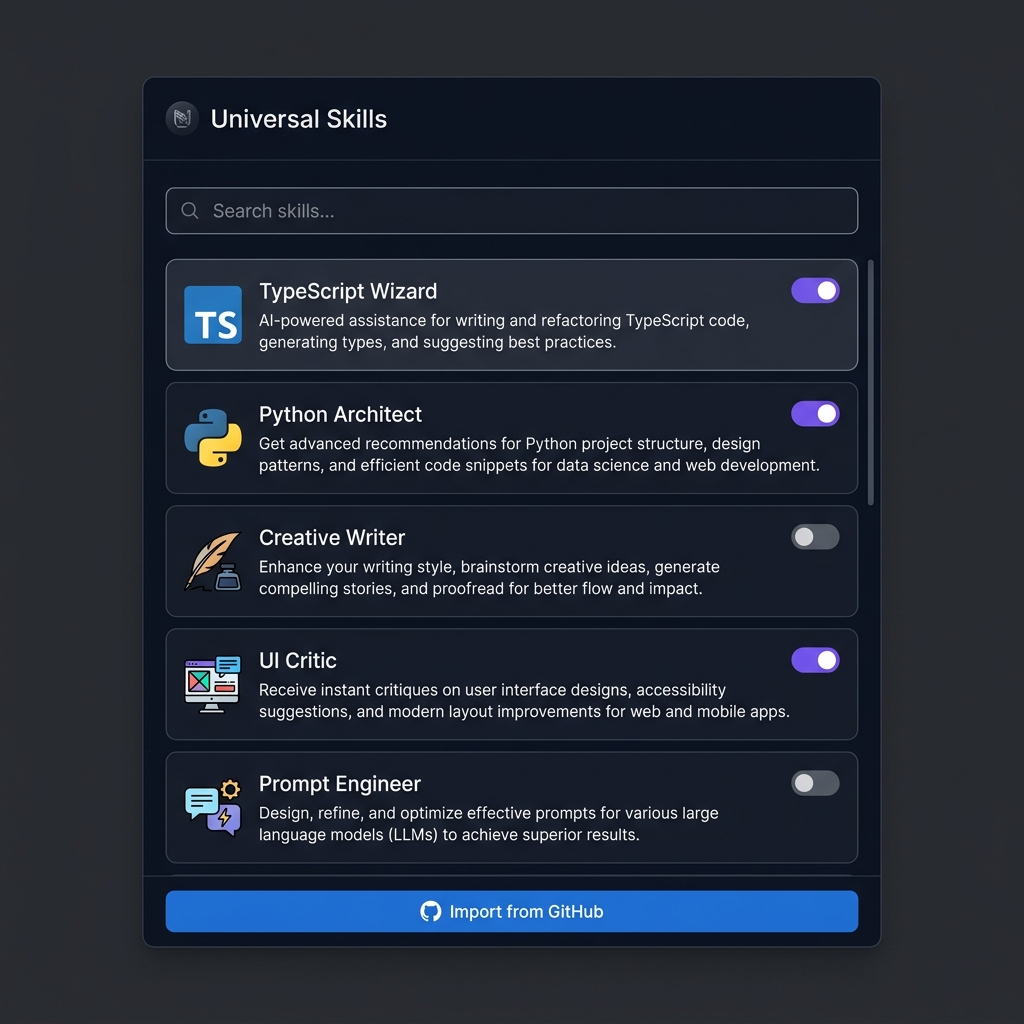 Universal Skills
Search skills...
TS
TypeScript Wizard
AI-powered assistance for writing and refactoring TypeScript code,
generating types, and suggesting best practices.
Python Architect
Get advanced recommendations for Python project structure, design
patterns, and efficient code snippets for data science and web development.
Creative Writer
Enhance your writing style, brainstorm creative ideas, generate
compelling stories, and proofread for better flow and impact.
UI Critic
Receive instant critiques on user interface designs, accessibility
suggestions, and modern layout improvements for web and mobile apps.
Prompt Engineer
Design, refine, and optimize effective prompts for various large
language models (LLMs) to achieve superior results.
Import from GitHub